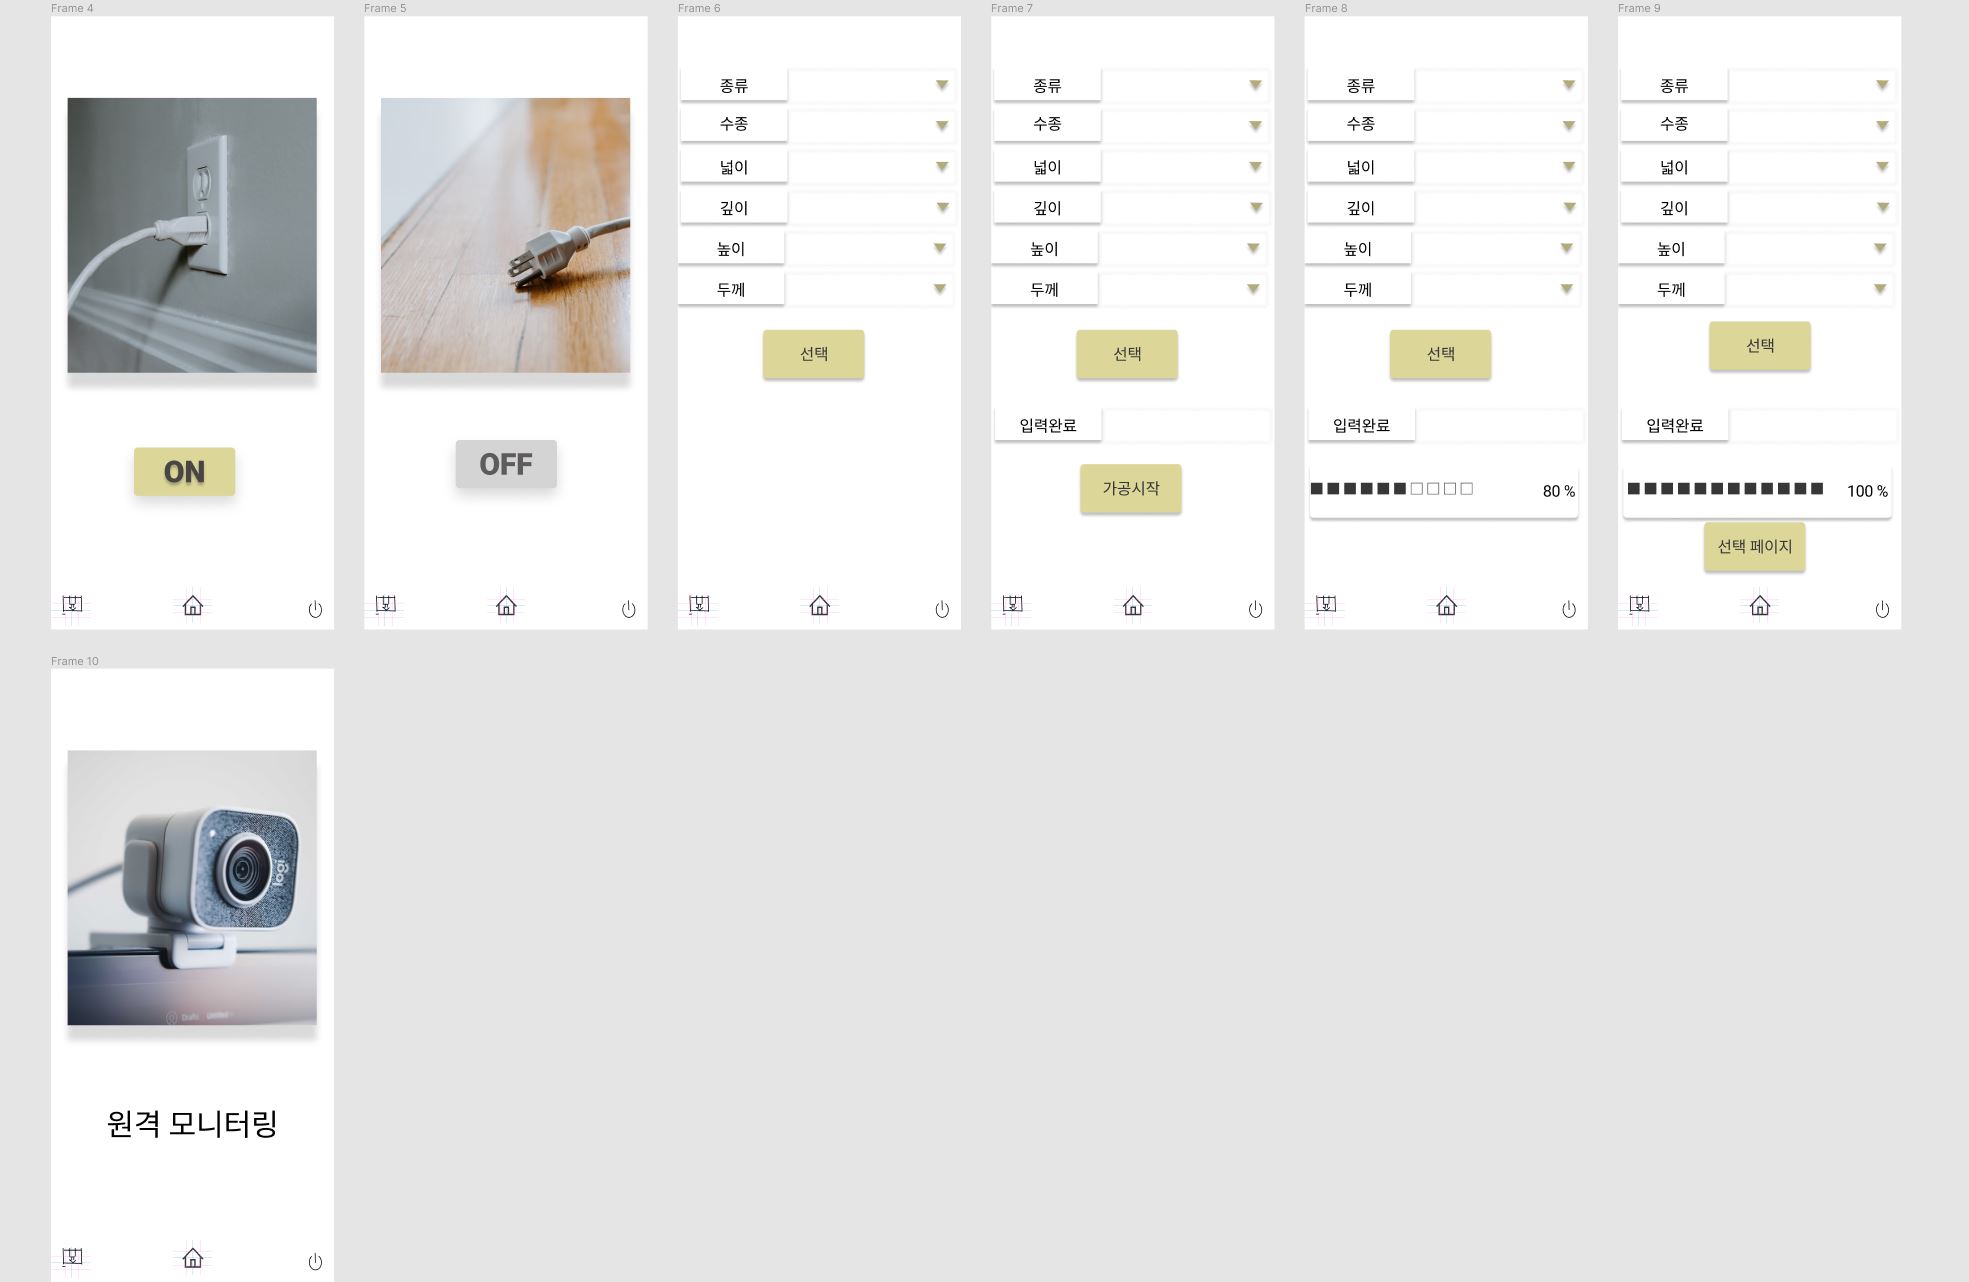 Frame 4
ON
Frame 5
OFF
Frame 6
종류
수종
넓이
깊이
높이
두께
선택
Frame 7
종류
수종
넓이
깊이
높이
두께
선택
입력완료
가공시작
Frame 8
종류
수종
넓이
깊이
높이
두께
선택
입력완료
80 %
Frame 9
종류
수종
넓이
깊이
높이
두께
선택
입력완료
100 %
선택 페이지
Frame 10
logi
Drafts Untitled
원격 모니터링